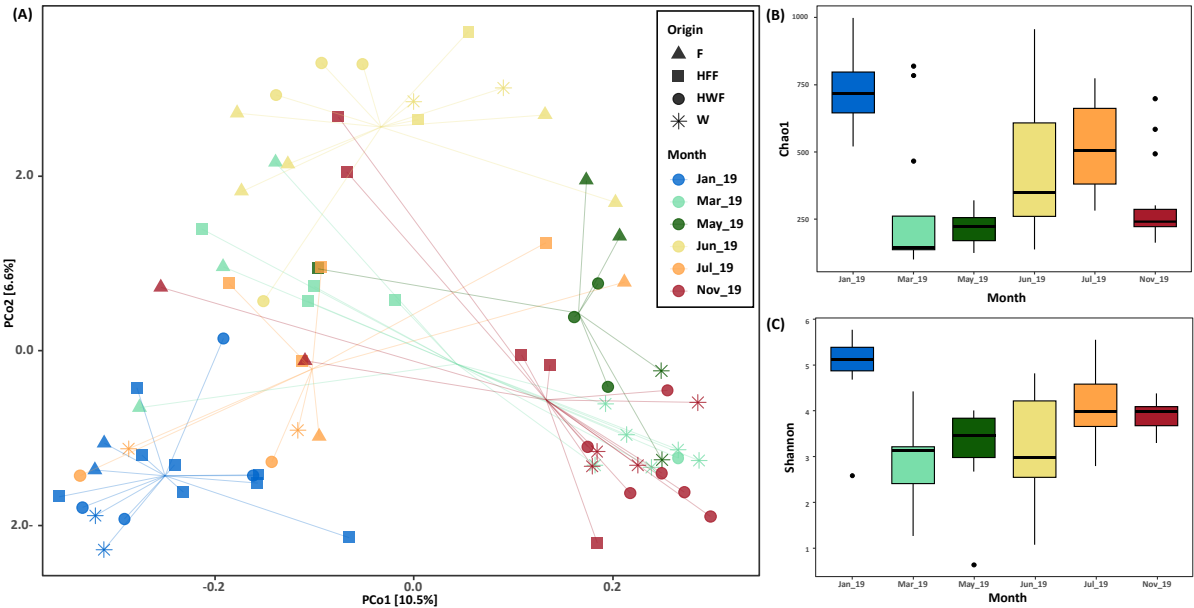 (A)
Origin
F
HFF
HWF
W
Month
Jan_19
Mar_19
May_19
Jun_19
Jul_19
Nov_19
PCo2 [6.6%]
2.0
0.0
2.0-
-0.2
0.0
0.2
PCo1 [10.5%]
(B)
Chao1
1000
750
500
250
Jan_19 Mar_19 May_19 Jun_19 Jul_19 Nov_19
Month
(C)
Shannon
6
5
4
3
2
1
Jan_19 Mar_19 May_19 Jun_19 Jul_19 Nov_19
Month